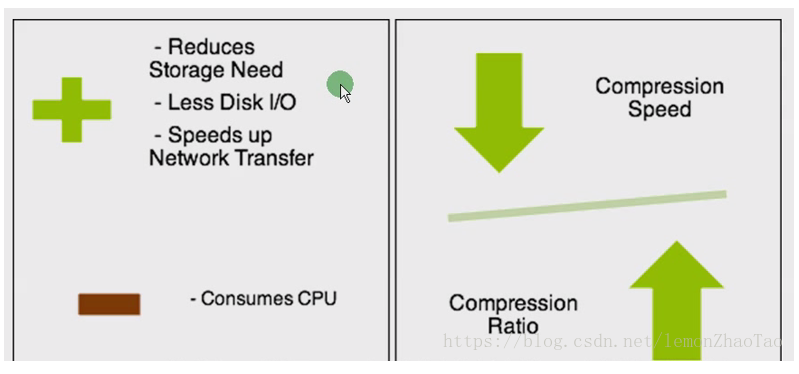 - Reduces
Storage Need
- Less Disk I/O
- Speeds up
Network Transfer
- Consumes CPU
Compression
Speed
Compression
Ratio
https://blog.csdn.net/lemonZhaoTao